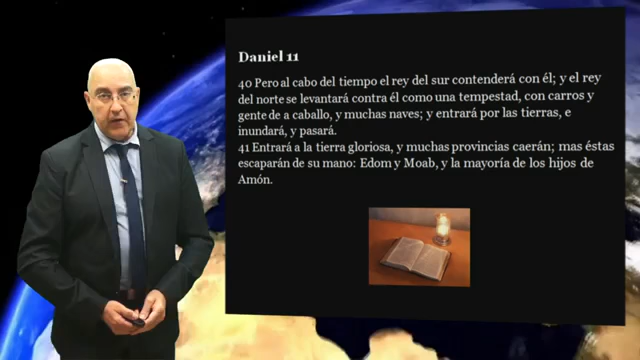 Daniel 11
40 Pero al cabo del tiempo el rey del sur contenderá con él; y el rey
del norte se levantará contra él como una tempestad, con carros y
gente de a caballo, y muchas naves; y entrará por las tierras, e
inundará, y pasará.
41 Entrará a la tierra gloriosa, y muchas provincias caerán; mas éstas
escaparán de su mano: Edom y Moab, y la mayoría de los hijos de
Amón.